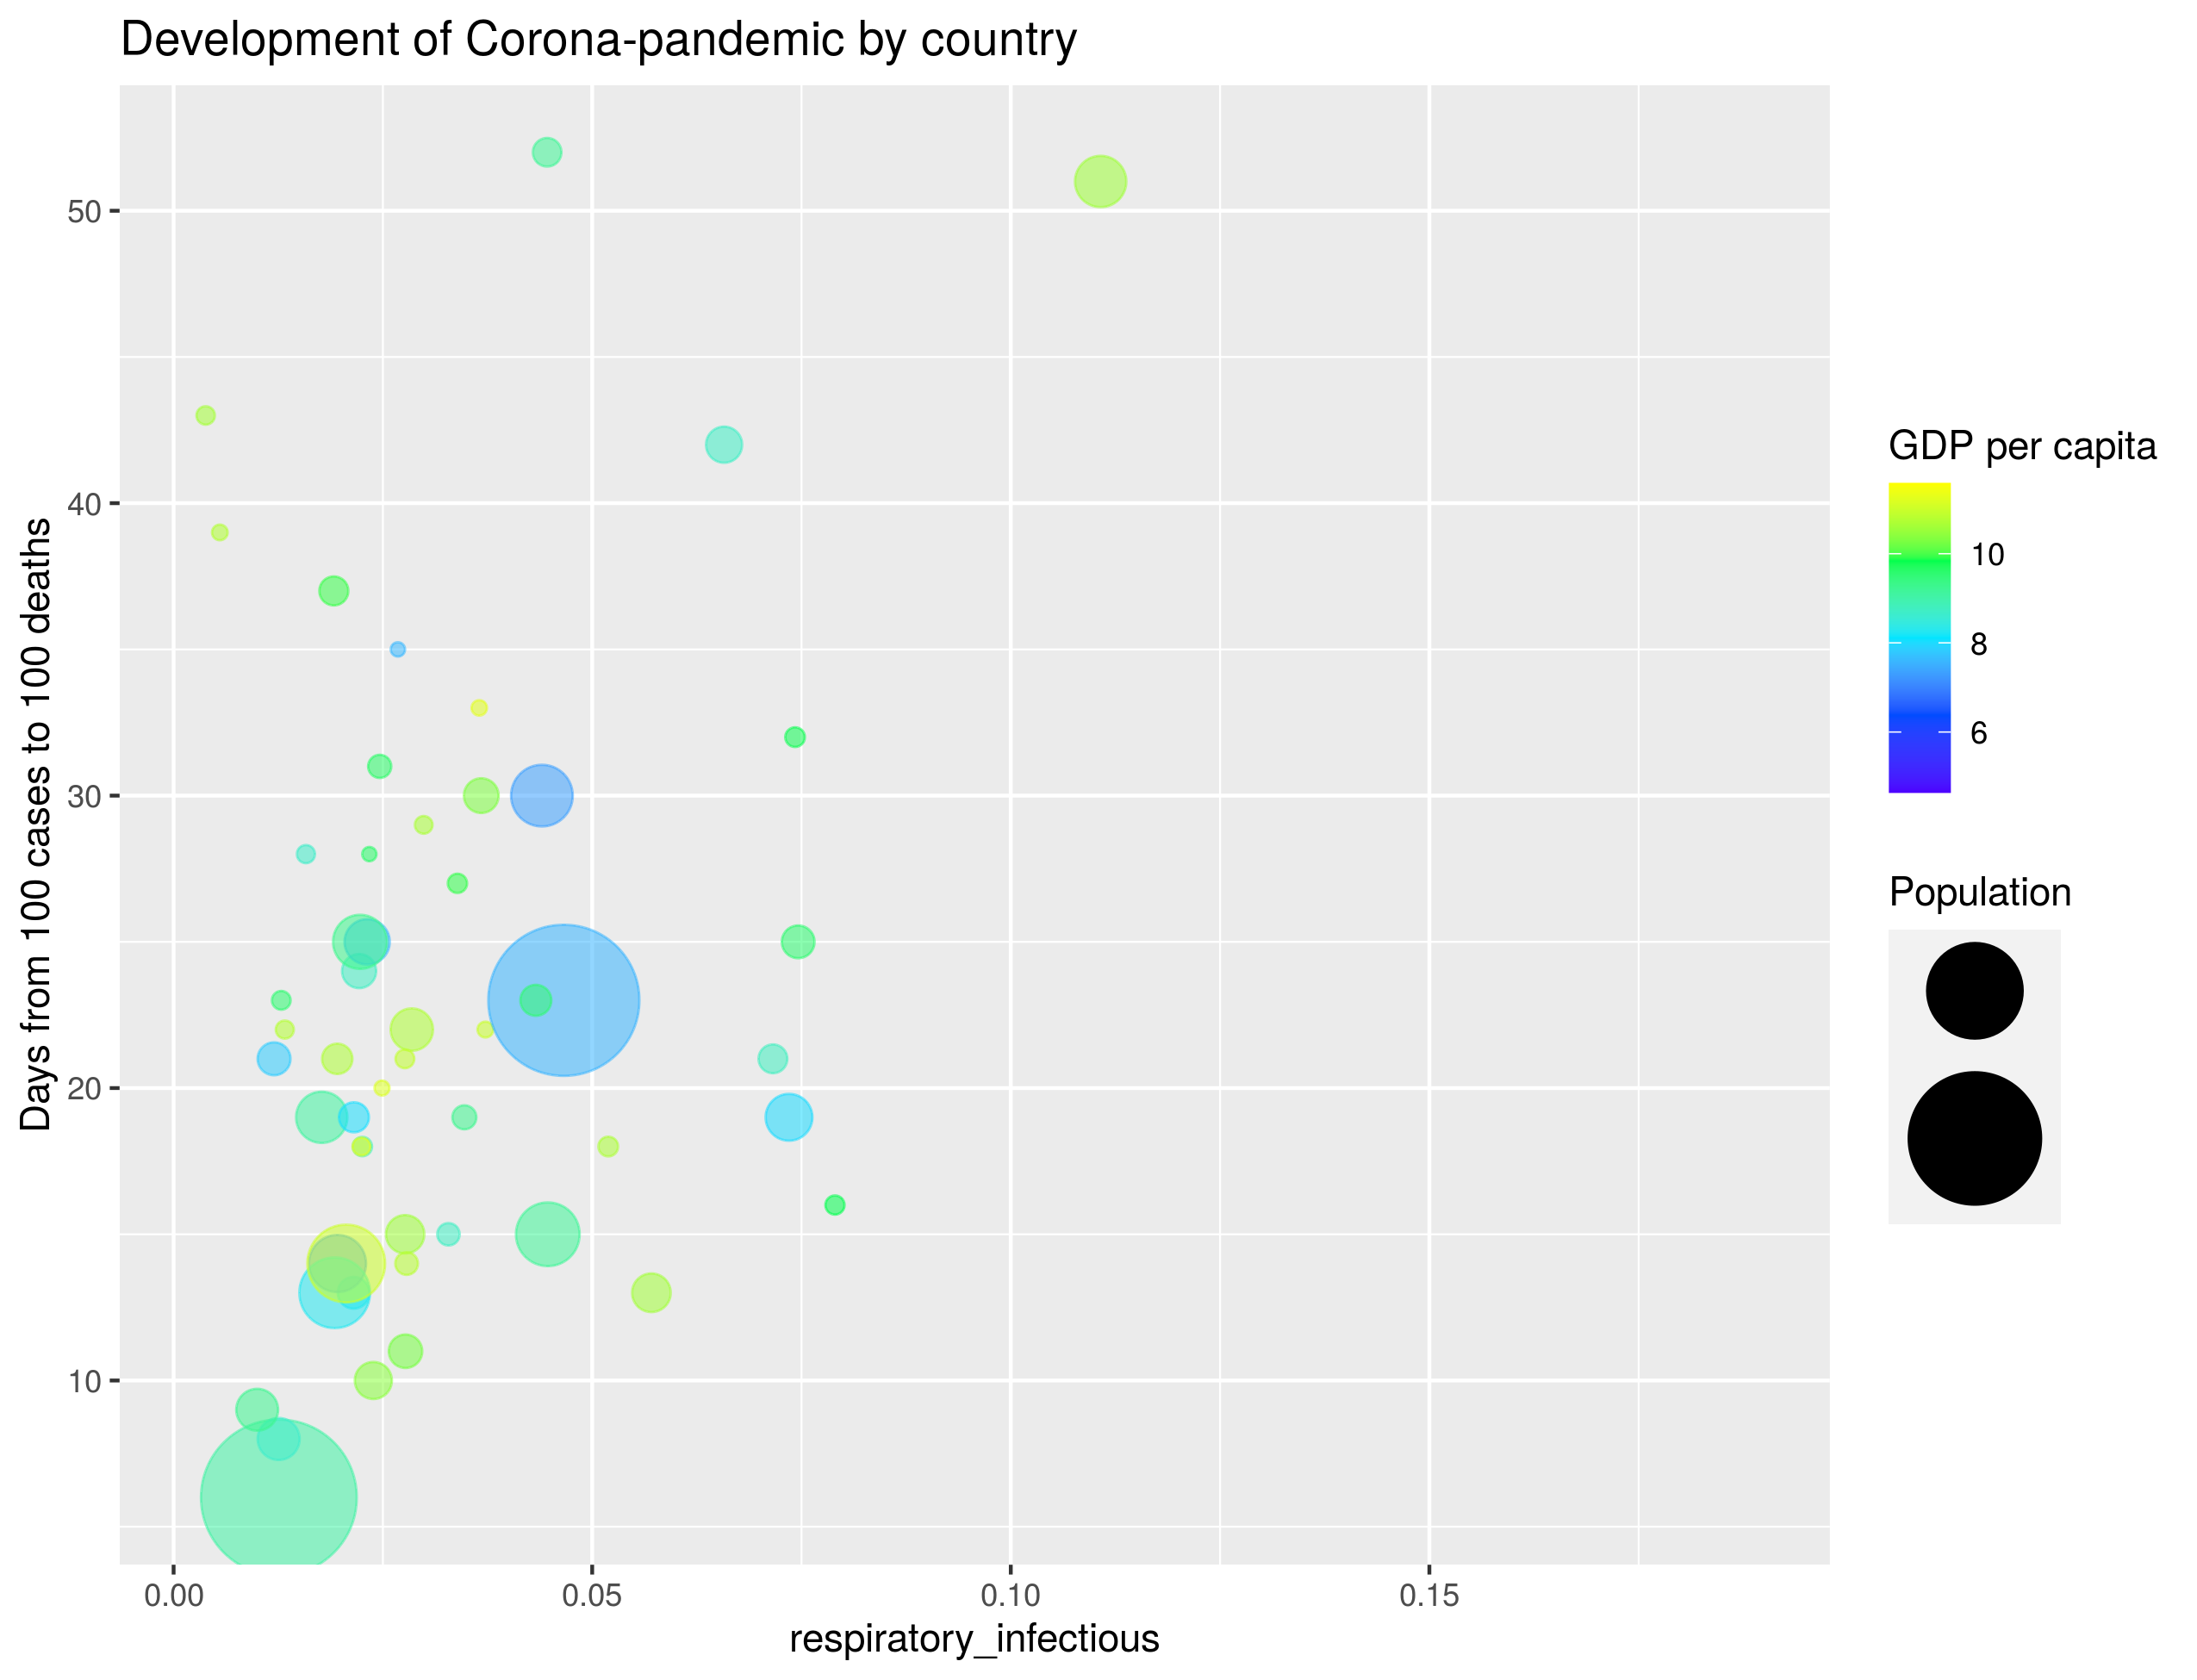 Development of Corona-pandemic by country
Days from 100 cases to 100 deaths
50
40
30
20
10
0.00
0.05
0.10
0.15
respiratory_infectious
GDP per capita
10
8
6
Population